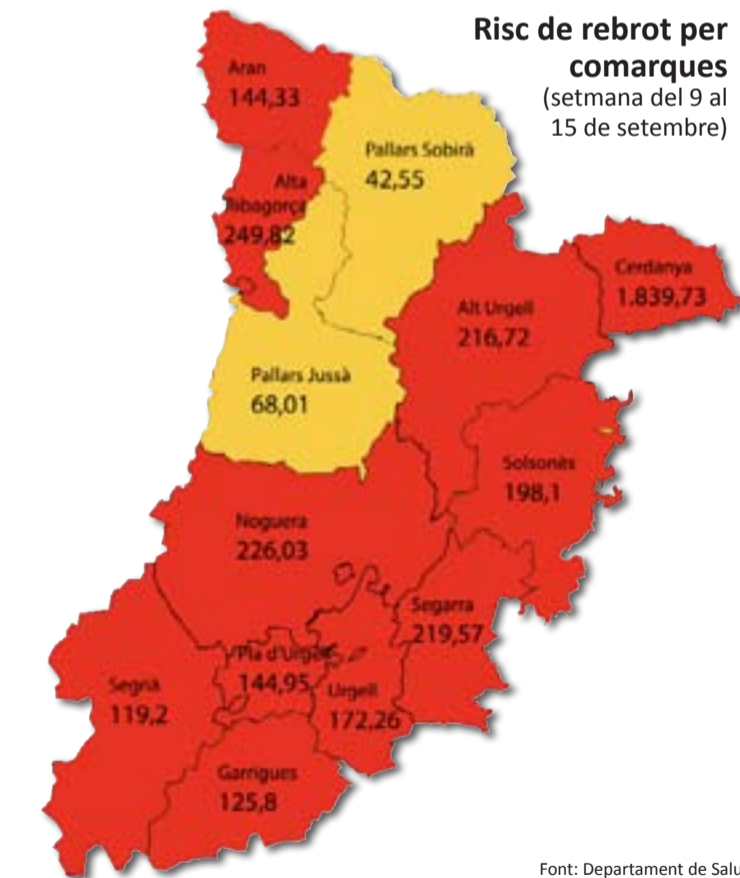 Risc de rebrot per
comarques
(setmana del 9 al
15 de setembre)
Aran
144,33
Pallars Sobirà
42,55
Alta
Ribagorça
249,82
Cerdanya
1.839,73
Alt Urgell
216,72
Pallars Jussà
68,01
Solsonès
198,1
Noguera
226,03
Segarra
219,57
Pla d'Urgell
144,95
Segrià
119,2
Urgell
172,26
Garrigues
125,8
Font: Departament de Salu